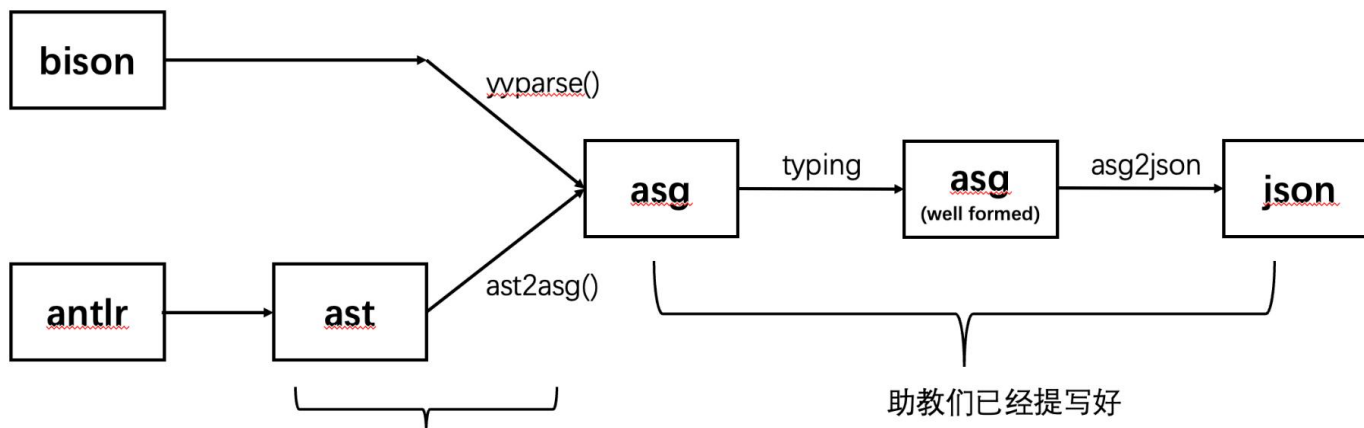 bison
yyparse()
asg
typing
asg
(well formed)
asg2json
json
antlr
ast
ast2asg()
助教们已经提写好